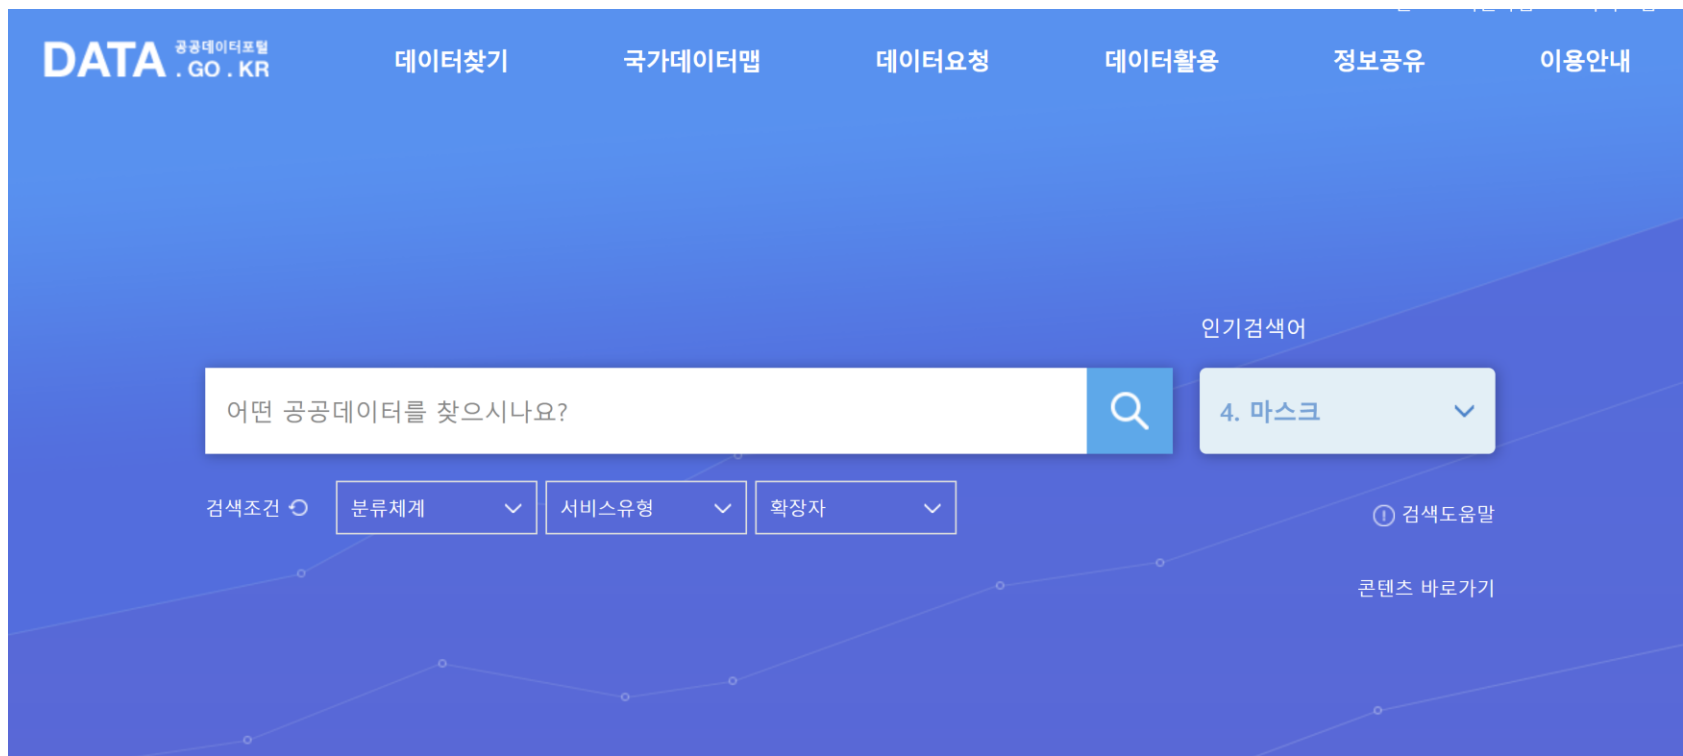 DATA 공공데이터포털
.GO.KR
데이터찾기 국가데이터맵 데이터요청 데이터활용 정보공유 이용안내
인기검색어
어떤 공공데이터를 찾으시나요?
4. 마스크
검색조건 분류체계 서비스유형 확장자
검색도움말
콘텐츠 바로가기